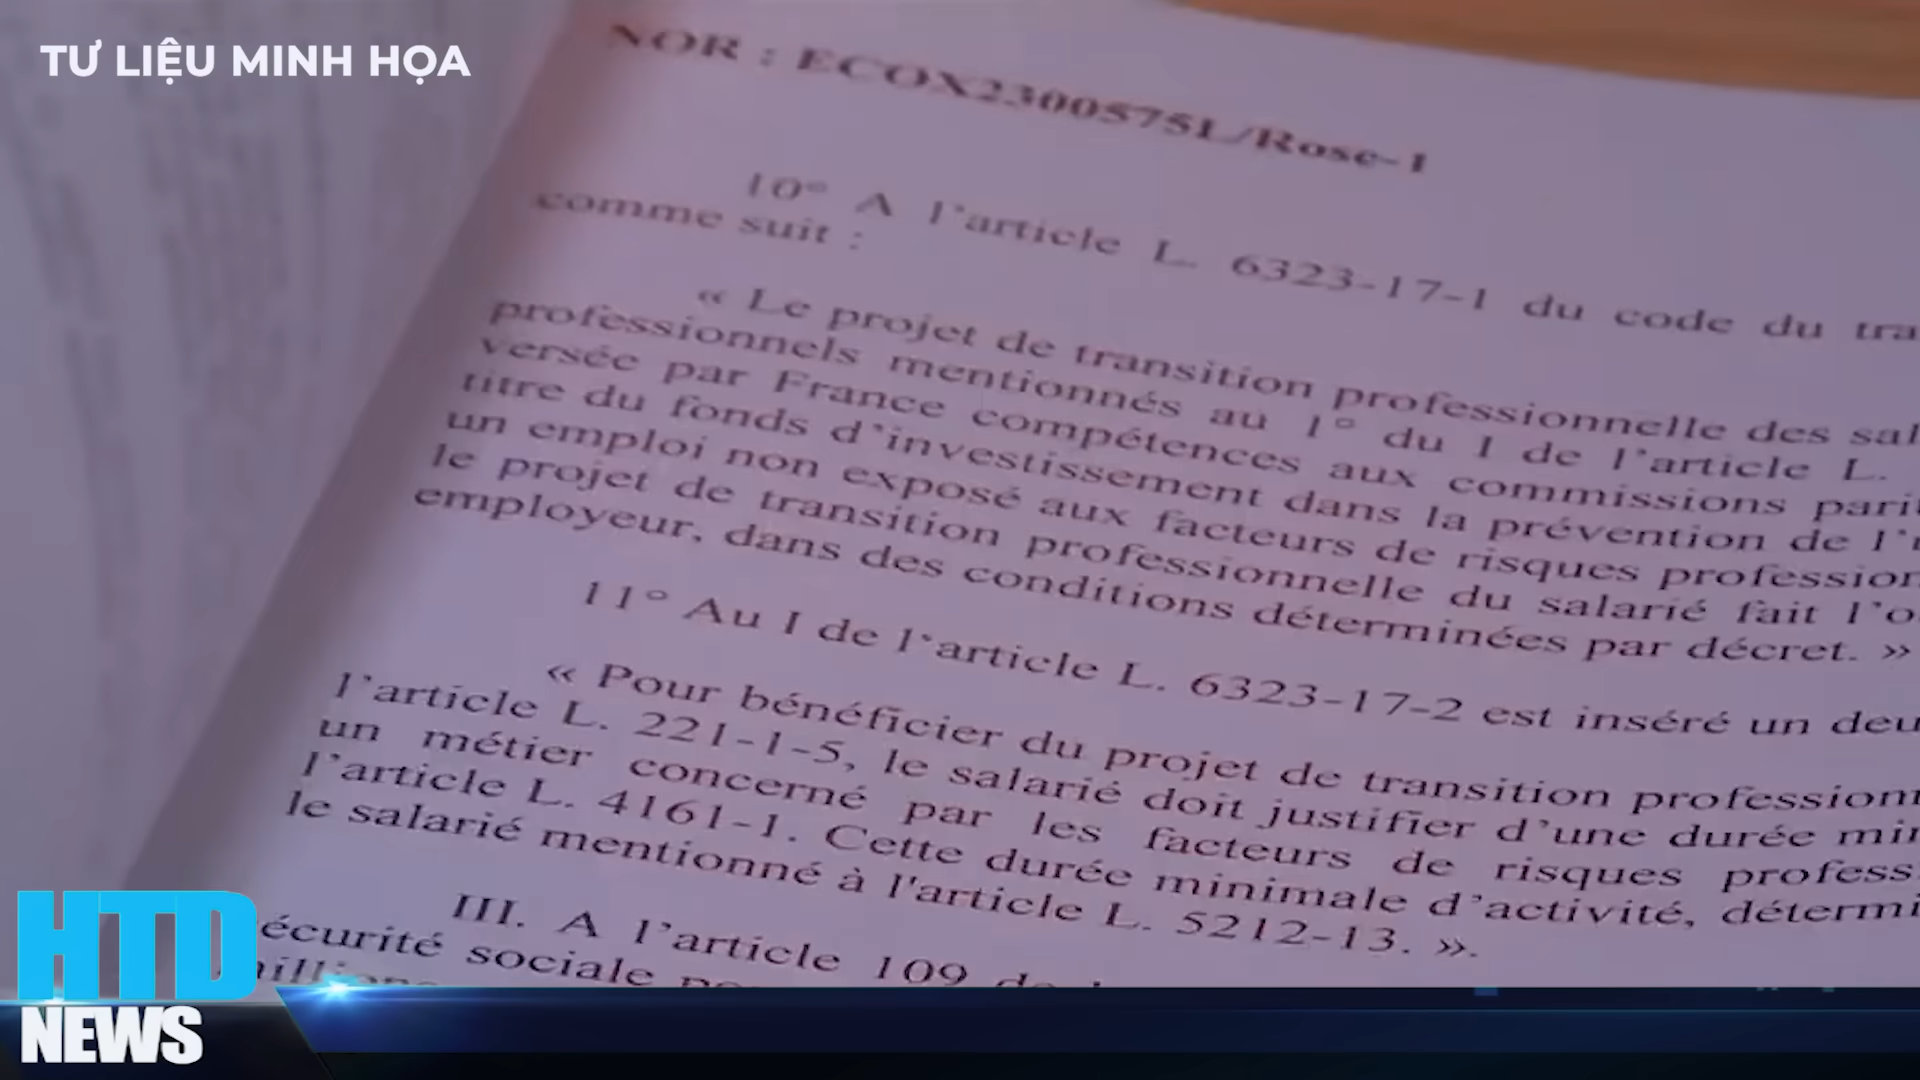 TƯ LIỆU MINH HỌA
NOR : ECOX2300575L/Rose-1
10° A l'article L. 6323-17-1 du code du
comme suit :
« Le projet de transition professionnelle des
professionnels mentionnés au 1° du I de l'article L.
versée par France compétences aux commissions
titre du fonds d'investissement dans la prévention de
un emploi non exposé aux facteurs de risques
le projet de transition professionnelle du salarié fait
employeur, dans des conditions déterminées par décret. »
11° Au I de l'article L. 6323-17-2 est inséré un
« Pour bénéficier du projet de transition
l'article L. 221-1-5, le salarié doit justifier d'une durée
un métier concerné par les facteurs de risques
l'article L. 4161-1. Cette durée minimale d'activité,
le salarié mentionné à l'article L. 5212-13. ».
III. A l'article 109
sociale
HTD
NEWS